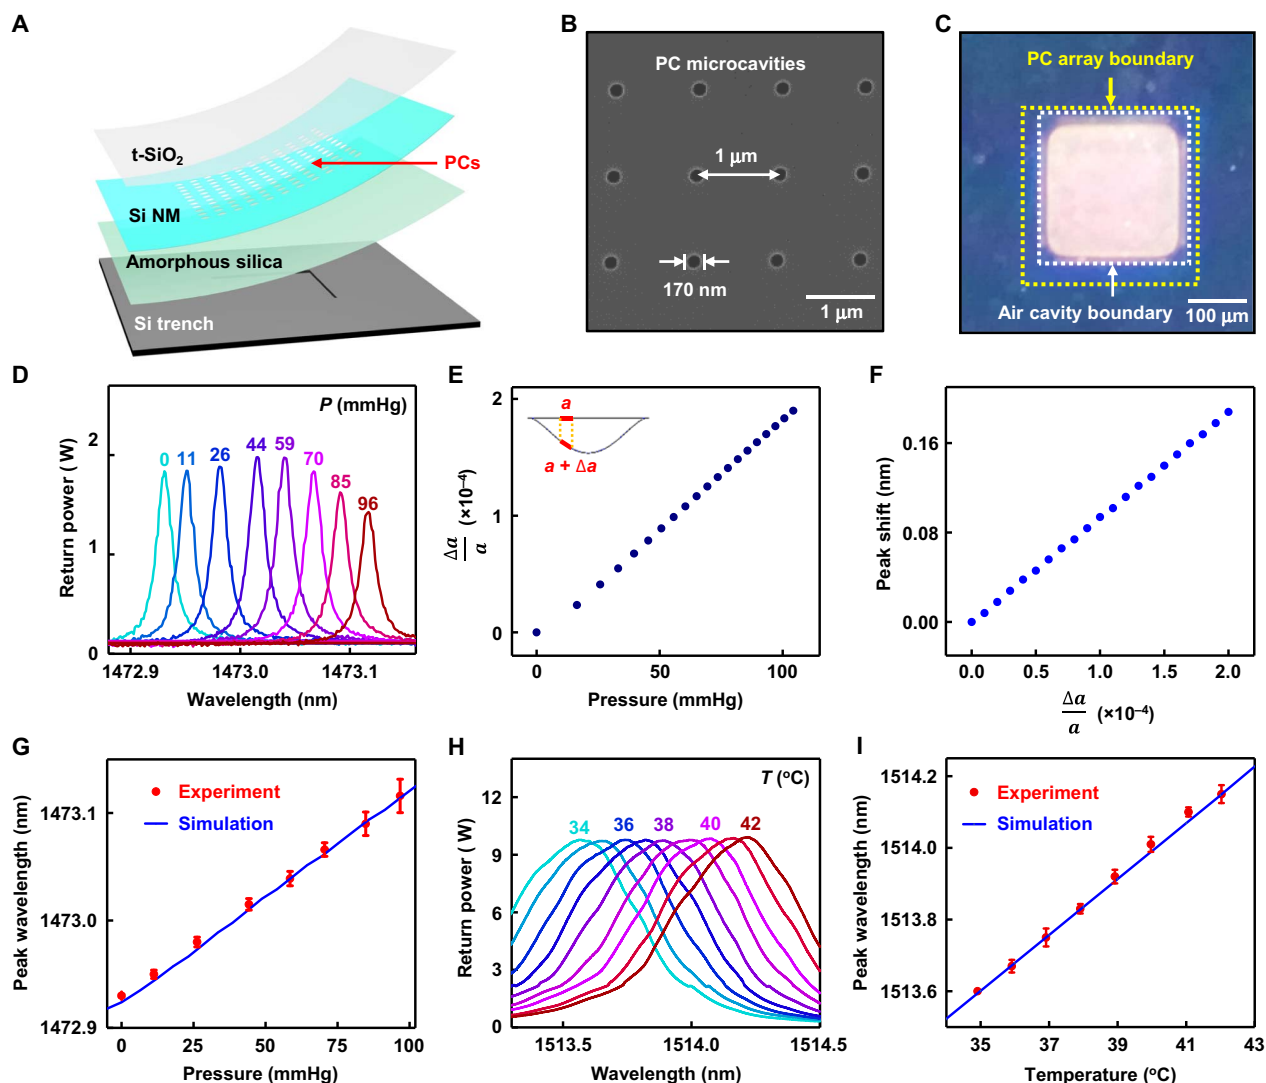 A
t-SiO₂
PCs
Si NM
Amorphous silica
Si trench
B
PC microcavities
1 μm
170 nm
1 μm
C
PC array boundary
Air cavity boundary
100 μm
D
P (mmHg)
0 11 26 44 59 70 85 96
Return power ( W)
2
1
0
1472.9 1473.0 1473.1
Wavelength (nm)
E
a
a + Δa
Δa/a (×10⁻⁴)
2
1
0
0 50 100
Pressure (mmHg)
F
Peak shift (nm)
0.16
0.08
0.00
0.0 0.5 1.0 1.5 2.0
Δa/a (×10⁻⁴)
G
Experiment
Simulation
Peak wavelength (nm)
1473.1
1473.0
1472.9
0 25 50 75 100
Pressure (mmHg)
H
T (°C)
34 36 38 40 42
Return power (W)
12
9
6
3
0
1513.5 1514.0 1514.5
Wavelength (nm)
I
Experiment
Simulation
Peak wavelength (nm)
1514.2
1514.0
1513.8
1513.6
35 37 39 41 43
Temperature (°C)